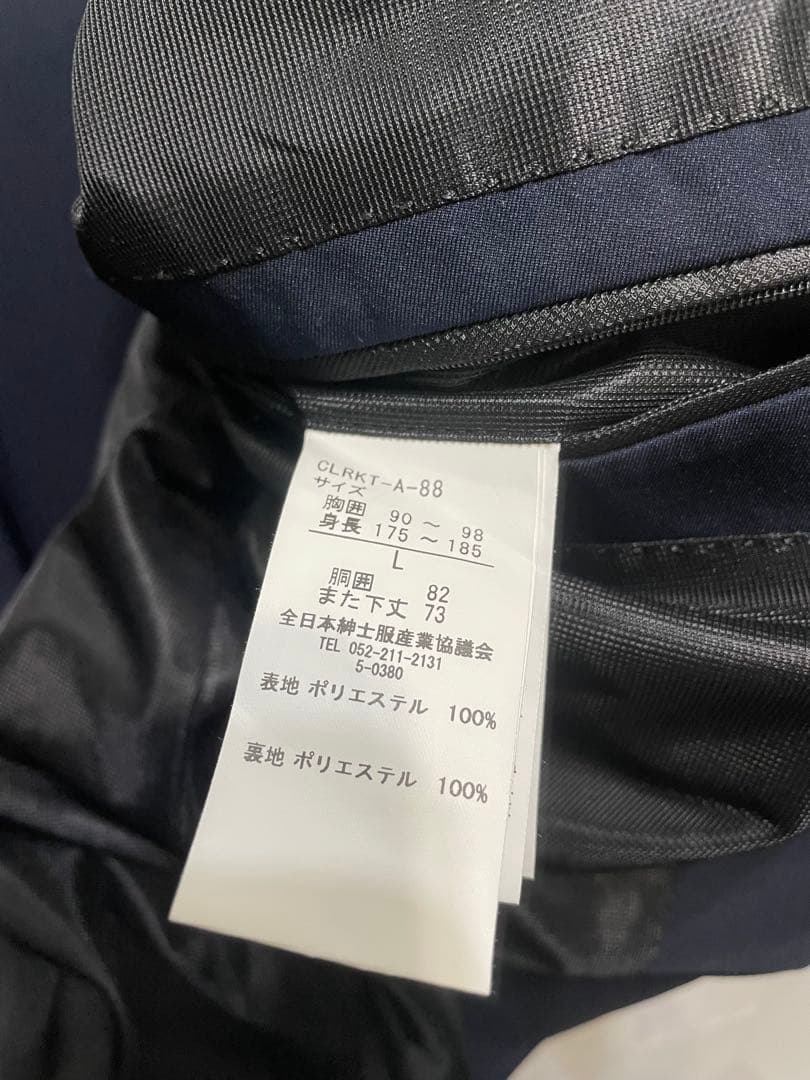 CLRKT-A-88
サイズ
胸囲 90 ～ 98
身長 175 ～ 185
L
胴囲 82
また下丈 73
全日本紳士服産業協議会
TEL 052-211-2131
5-0380
表地 ポリエステル 100%
裏地 ポリエステル 100%